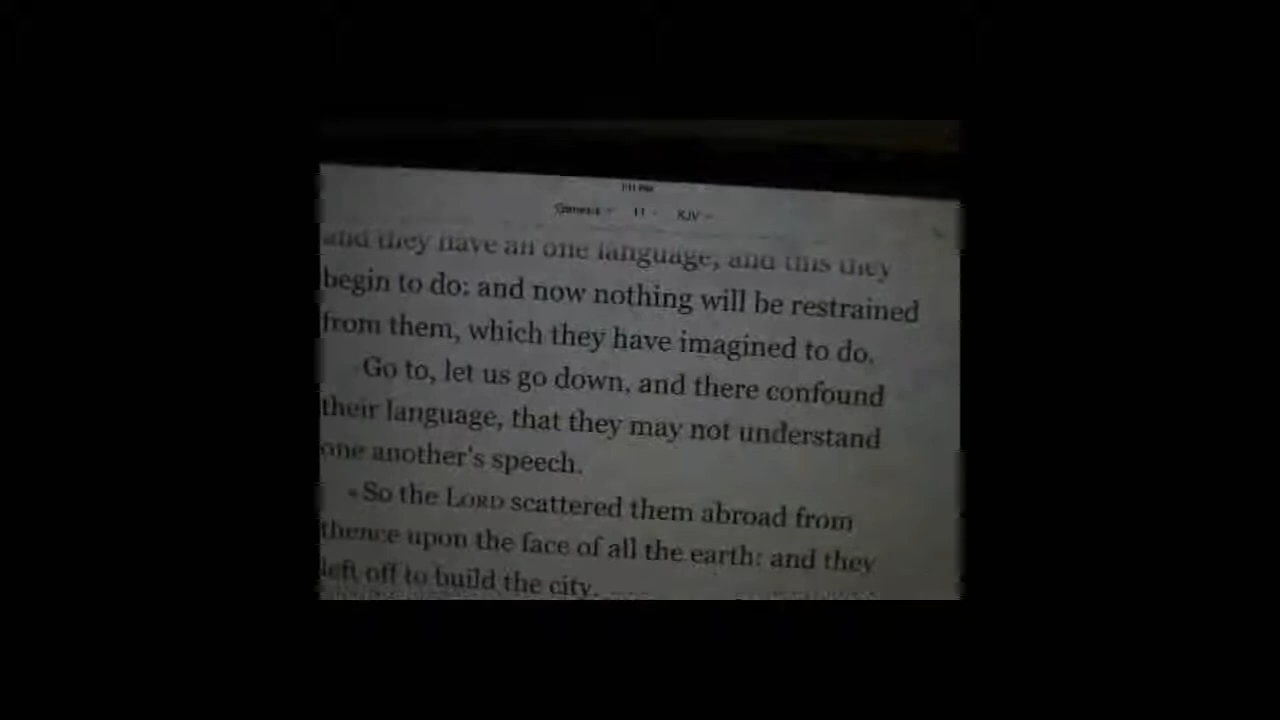 Genesis 11 KJV
and they have all one language; and this they
begin to do: and now nothing will be restrained
from them, which they have imagined to do.
Go to, let us go down, and there confound
their language, that they may not understand
one another's speech.
So the LORD scattered them abroad from
thence upon the face of all the earth: and they
left off to build the city.